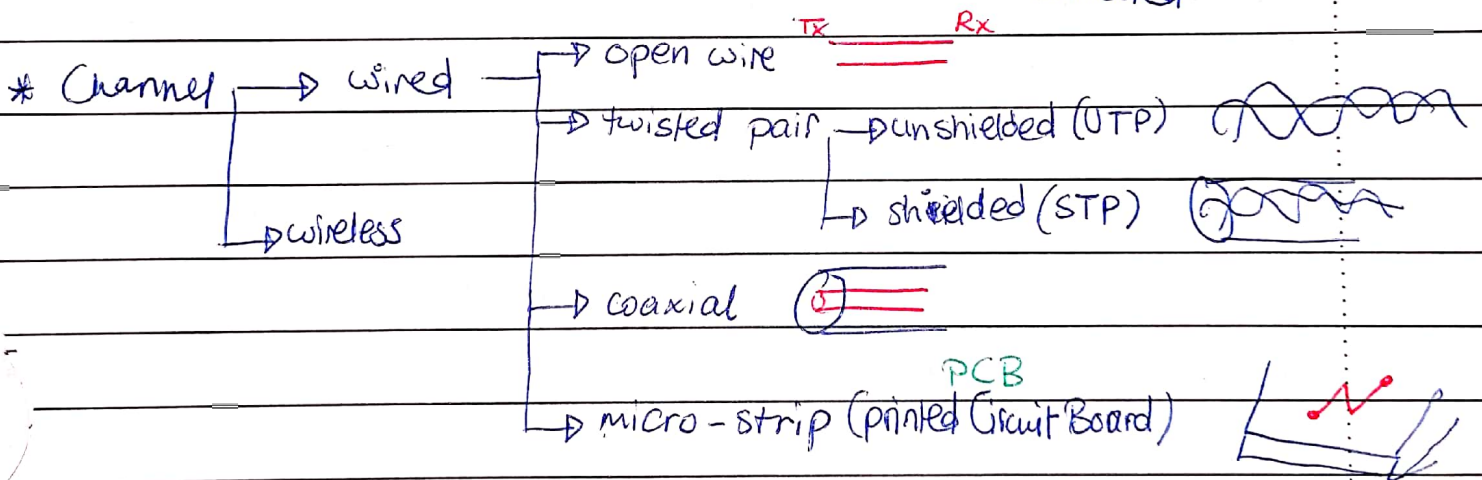 Tx Rx
* Channel → wired → open wire
→ twisted pair → unshielded (UTP)
→ shielded (STP)
→ wireless
→ coaxial
PCB
→ micro-strip (printed Circuit Board)